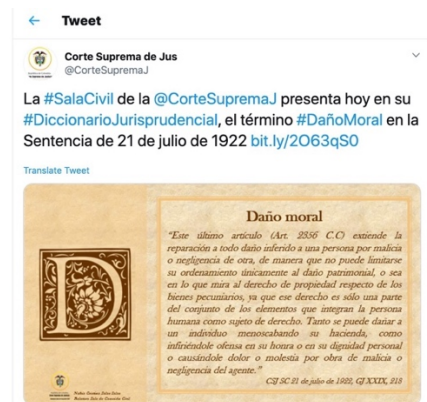 Tweet
Corte Suprema de Jus
@CorteSupremaJ
La #SalaCivil de la @CorteSupremaJ presenta hoy en su
#DiccionarioJurisprudencial, el término #DañoMoral en la
Sentencia de 21 de julio de 1922 bit.ly/2O63qS0
Translate Tweet
D
Daño moral
"Este último artículo (Art. 2356 C.C) extiende la
reparación a todo daño inferido a una persona por malicia
o negligencia de otra, de manera que no puede limitarse
su ordenamiento únicamente al daño patrimonial, o sea
en lo que mira al derecho de propiedad respecto de los
bienes pecuniarios, ya que ese derecho es sólo una parte
del conjunto de los elementos que integran la persona
humana como sujeto de derecho. Tanto se puede dañar a
un individuo menoscabando su hacienda, como
infiriéndole ofensa en su honra o en su dignidad personal
o causándole dolor o molestia por obra de malicia o
negligencia del agente."
CSJ SC 21 de julio de 1922, GJ XXIX, 218